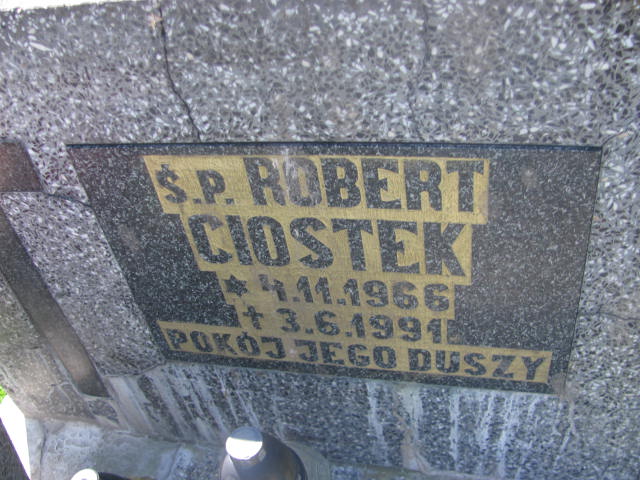 Ś.P. ROBERT
CIOSTEK
★ 4.11.1966
† 3.6.1991
POKÓJ JEGO DUSZY